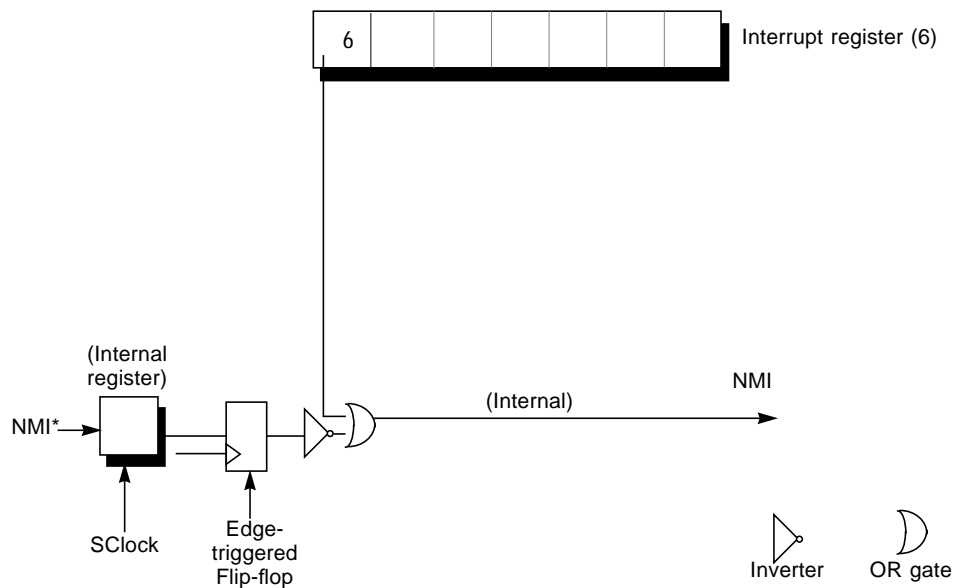 6
Interrupt register (6)
(Internal
register)
NMI*
SClock
Edge-
triggered
Flip-flop
(Internal)
NMI
Inverter
OR gate